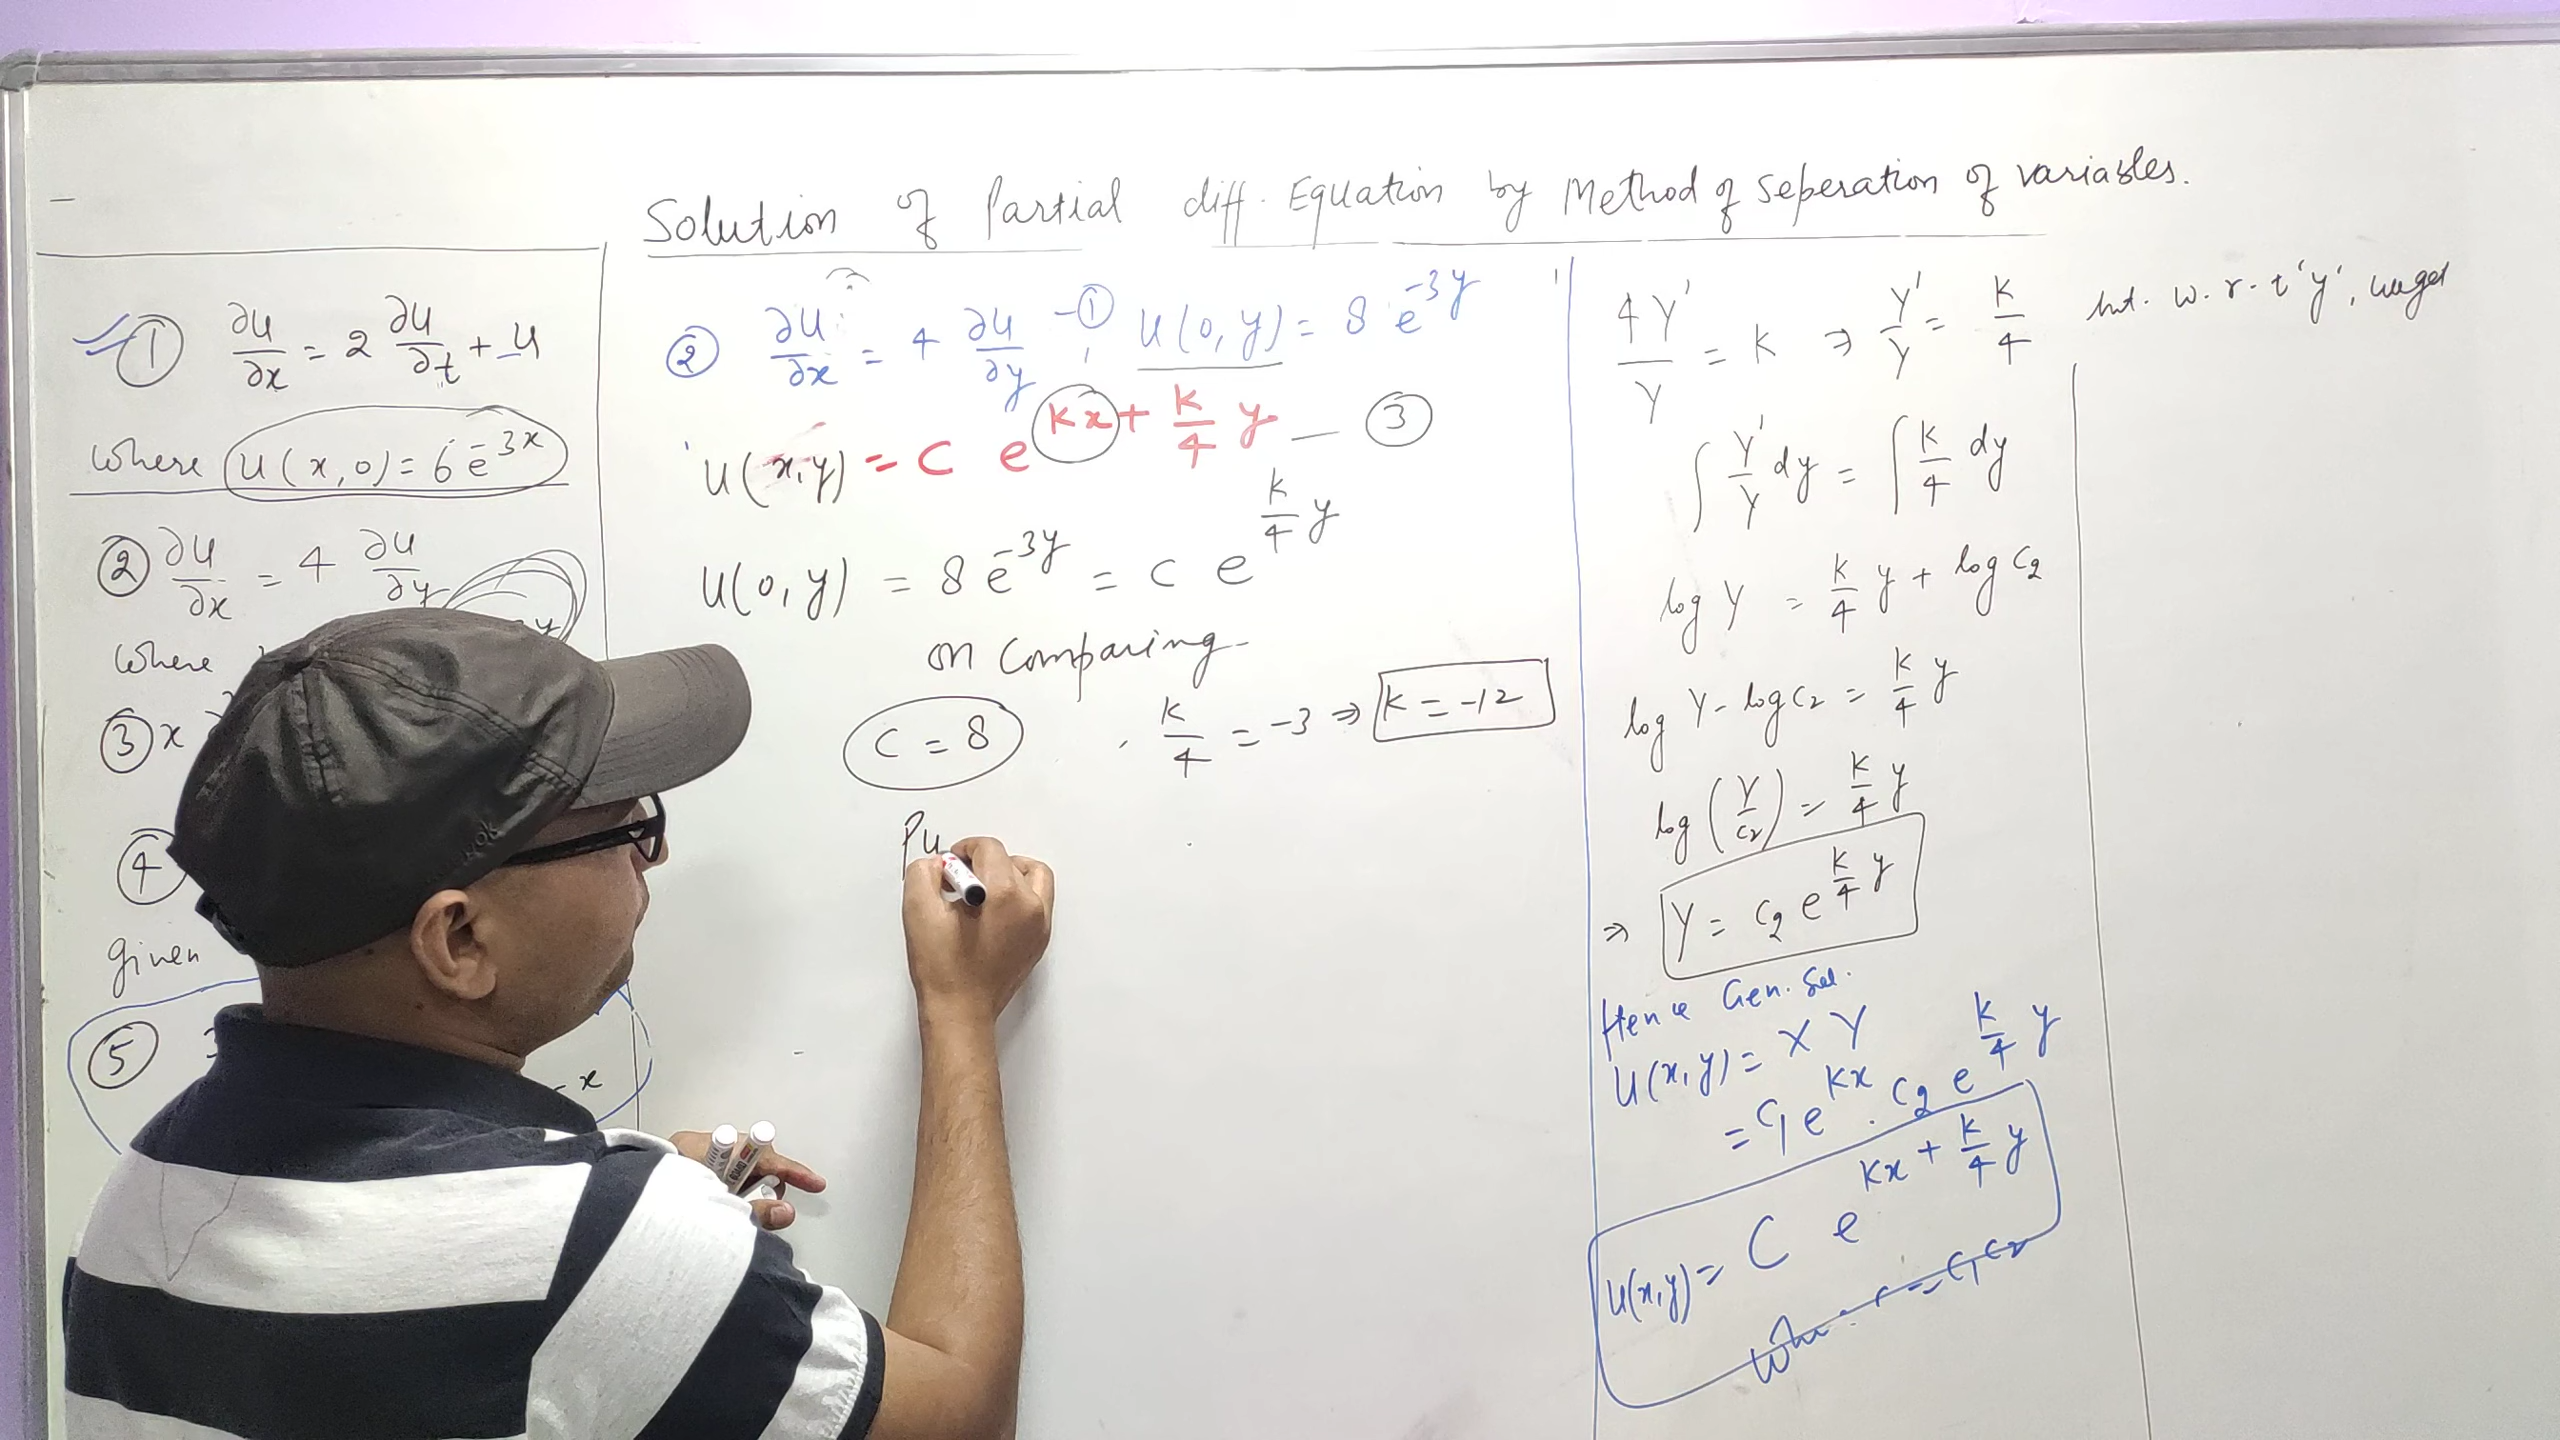 Solution of Partial diff. Equation by Method of Seperation of variables.
① ∂u/∂x = 2 ∂u/∂t + u
where u(x,0) = 6 e^-3x
② ∂u/∂x = 4 ∂u/∂y
where
③ x
④
given
⑤
- x
② ∂u/∂x = 4 ∂u/∂y -①, u(0,y) = 8 e^-3y
u(x,y) = C e^(kx + k/4 y) — ③
u(0,y) = 8 e^-3y = C e^(k/4 y)
on comparing
C = 8, k/4 = -3 ⇒ k = -12
Pu
4Y'/Y = K ⇒ Y'/Y = K/4 Int. w.r.t 'y', we get
∫ Y'/Y dy = ∫ K/4 dy
log Y = K/4 y + log C2
log Y - log C2 = K/4 y
log (Y/C2) = K/4 y
⇒ Y = C2 e^(K/4 y)
Hence Gen. Sol.
u(x,y) = X Y
= C1 e^(kx) . C2 e^(K/4 y)
u(x,y) = C e^(kx + K/4 y)
= C1C2